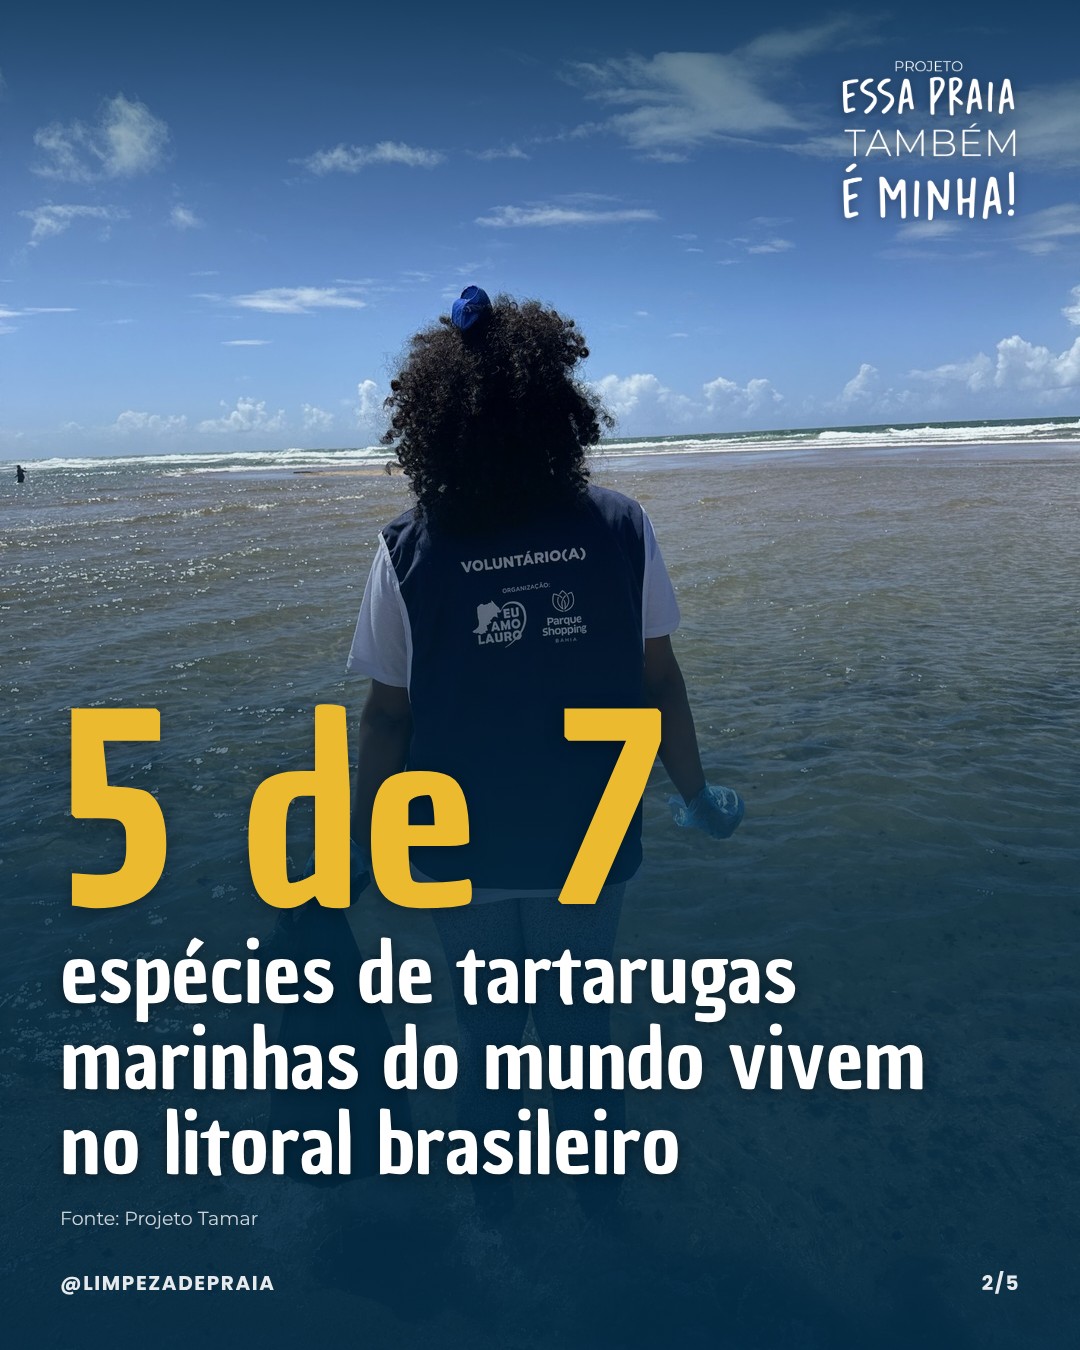 PROJETO
ESSA PRAIA
TAMBÉM
É MINHA!
VOLUNTÁRIO(A)
ORGANIZAÇÃO:
EU
AMO
LAURO
Parque
Shopping
BAHIA
5 de 7
espécies de tartarugas
marinhas do mundo vivem
no litoral brasileiro
Fonte: Projeto Tamar
@LIMPEZADEPRAIA
2/5